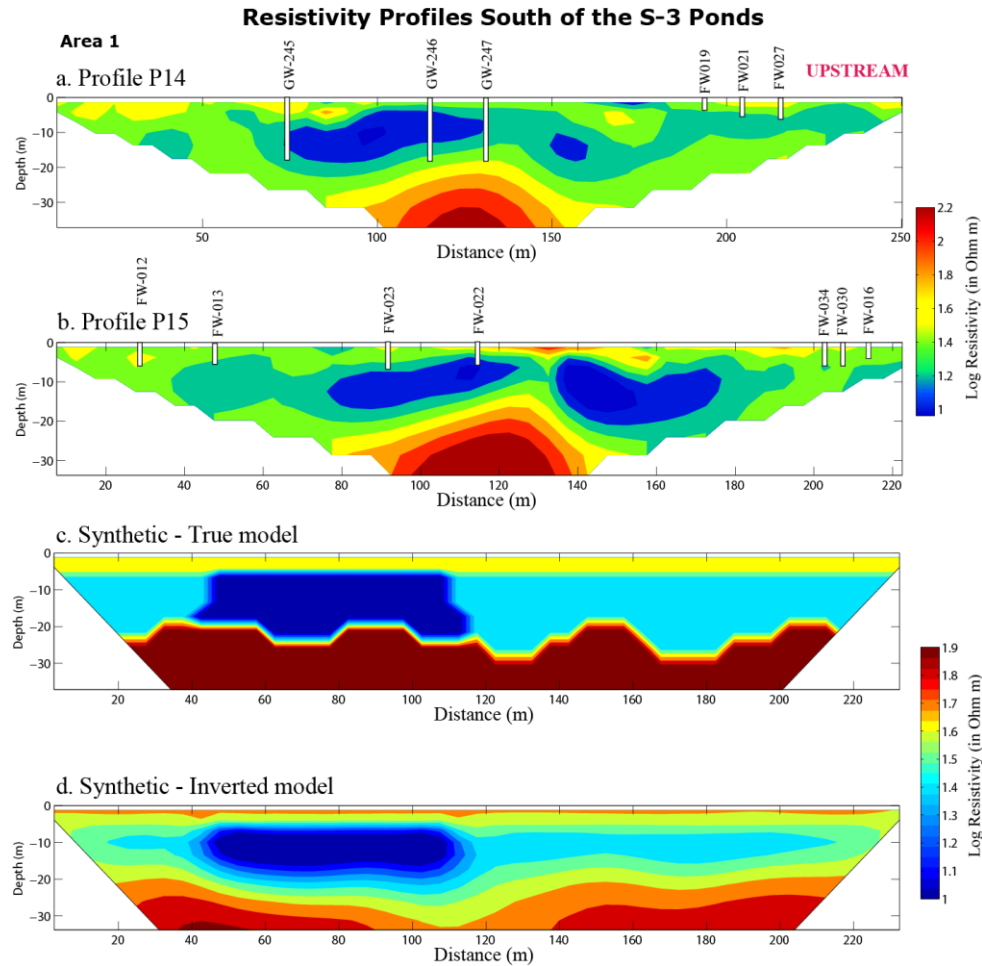 Resistivity Profiles South of the S-3 Ponds
Area 1
a. Profile P14
GW-245
GW-246
GW-247
FW019
FW021
FW027
UPSTREAM
Depth (m)
0
−10
−20
−30
50
100
150
200
250
Distance (m)
b. Profile P15
FW-012
FW-013
FW-023
FW-022
FW-034
FW-030
FW-016
Depth (m)
0
−10
−20
−30
20
40
60
80
100
120
140
160
180
200
220
Distance (m)
2.2
2
1.8
1.6
1.4
1.2
1
Log Resistivity (in Ohm m)
c. Synthetic - True model
Depth (m)
0
−10
−20
−30
20
40
60
80
100
120
140
160
180
200
220
Distance (m)
d. Synthetic - Inverted model
Depth (m)
0
−10
−20
−30
20
40
60
80
100
120
140
160
180
200
220
Distance (m)
1.9
1.8
1.7
1.6
1.5
1.4
1.3
1.2
1.1
1
Log Resistivity (in Ohm m)